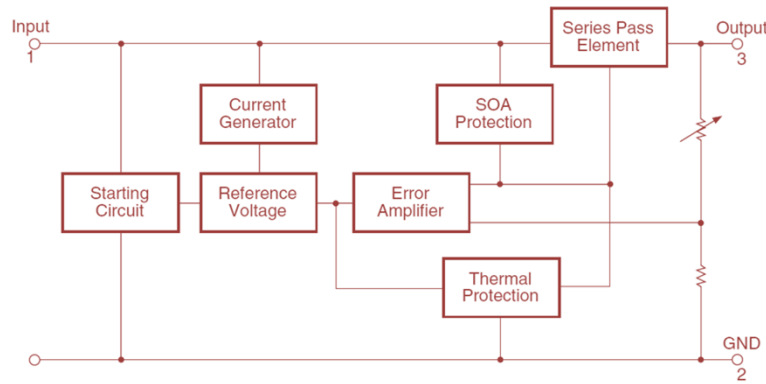 Input
1
Series Pass
Element
Output
3
Current
Generator
SOA
Protection
Starting
Circuit
Reference
Voltage
Error
Amplifier
Thermal
Protection
GND
2